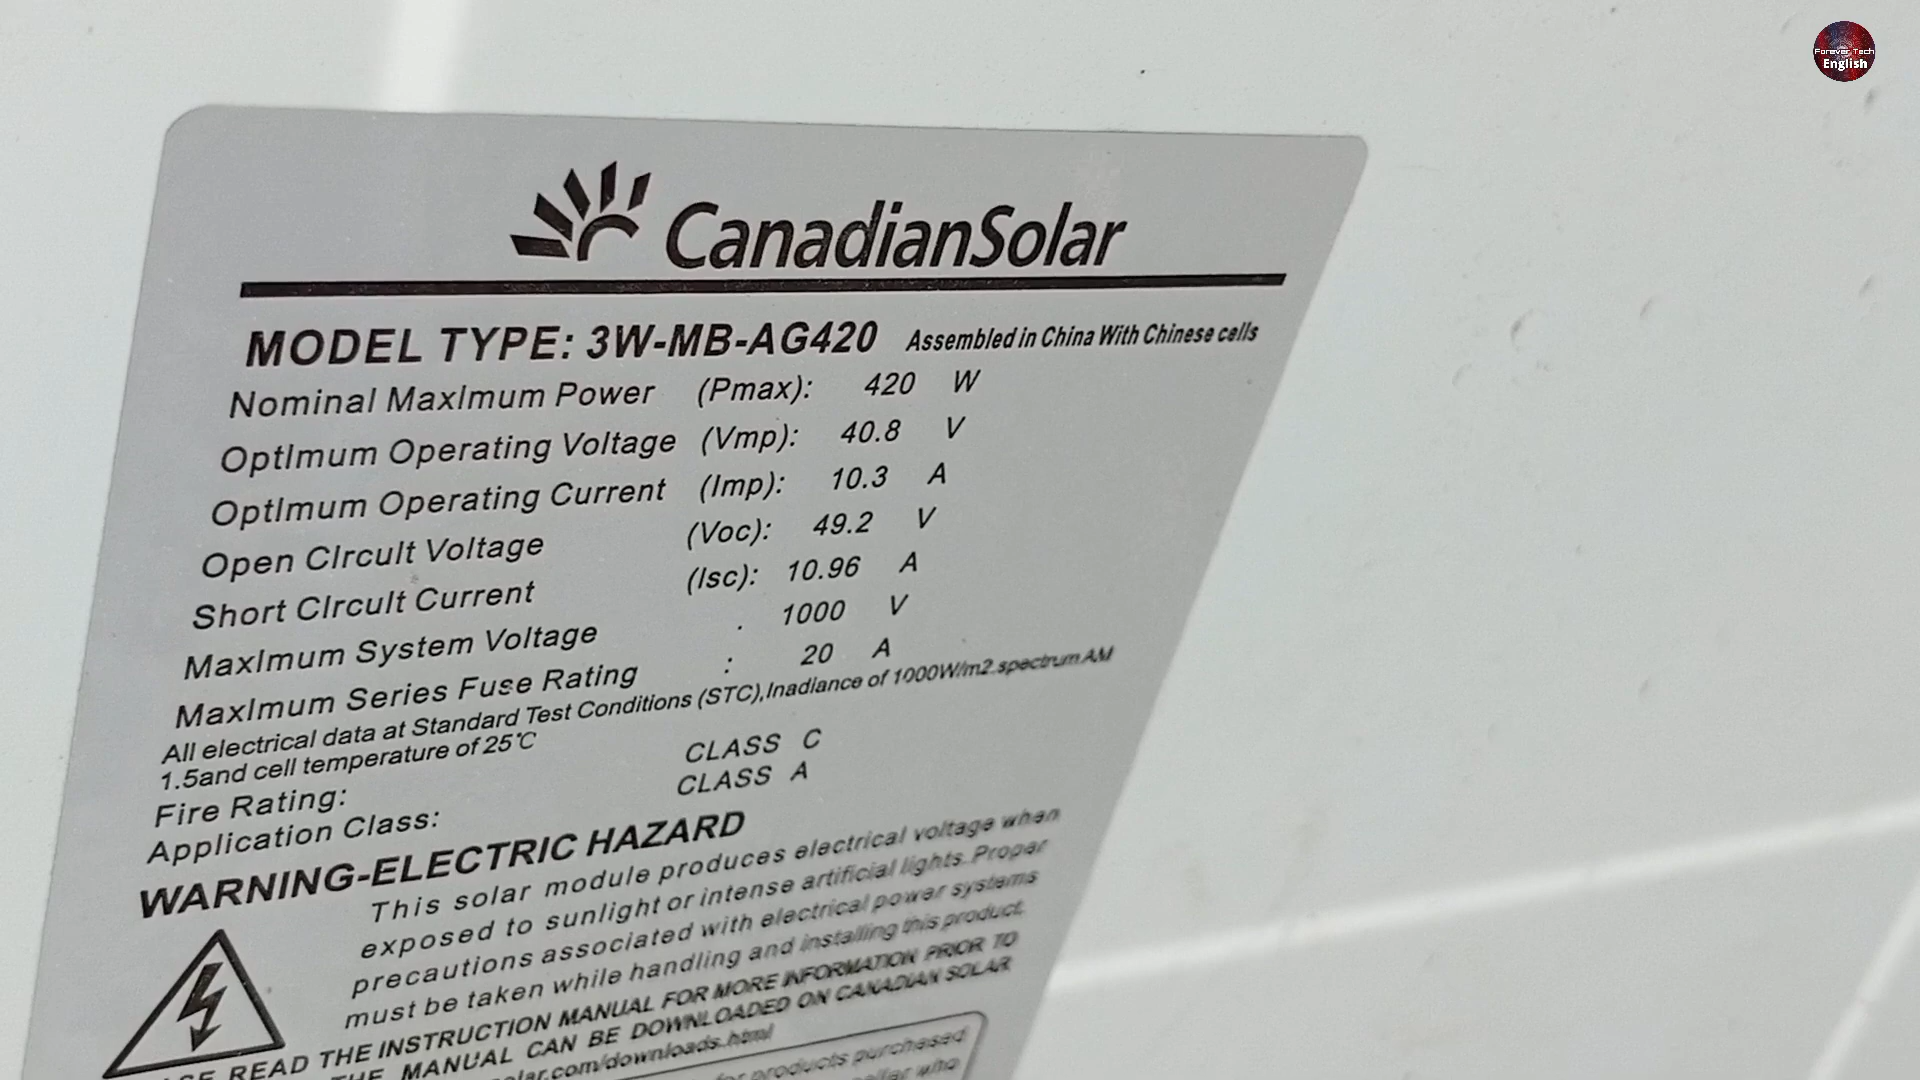 Forever Tech
English
CanadianSolar
MODEL TYPE: 3W-MB-AG420 Assembled in China With Chinese cells
Nominal MaxImum Power (Pmax): 420 W
OptImum Operating Voltage (Vmp): 40.8 V
OptImum Operating Current (Imp): 10.3 A
Open CIrcuIt Voltage (Voc): 49.2 V
Short CIrcuIt Current (Isc): 10.96 A
MaxImum System Voltage : 1000 V
MaxImum Series Fuse Rating : 20 A
All electrical data at Standard Test Conditions (STC),Inadiance of 1000W/m2.spectrum AM
1.5and cell temperature of 25℃
Fire Rating: CLASS C
Application Class: CLASS A
WARNING-ELECTRIC HAZARD
This solar module produces electrical voltage when
exposed to sunlight or intense artificial lights.Proper
precautions associated with electrical power systems
must be taken while handling and installing this product.
READ THE INSTRUCTION MANUAL FOR MORE INFORMATION PRIOR TO
MANUAL CAN BE DOWNLOADED ON CANADIAN SOLAR
.com/downloads.html
for products purchased
who